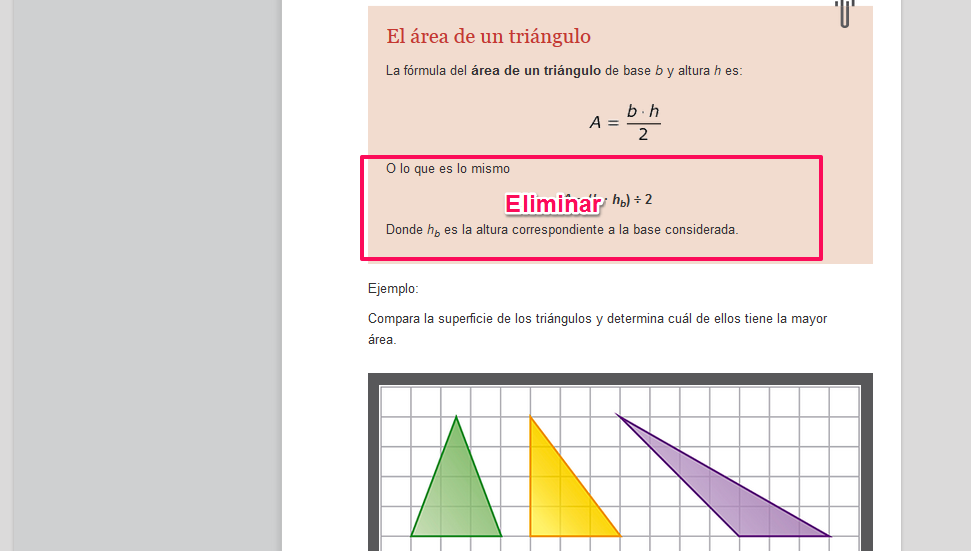 El área de un triángulo
La fórmula del área de un triángulo de base b y altura h es:
A = b · h / 2
O lo que es lo mismo
Eliminar · h_b) ÷ 2
Donde h_b es la altura correspondiente a la base considerada.
Ejemplo:
Compara la superficie de los triángulos y determina cuál de ellos tiene la mayor
área.